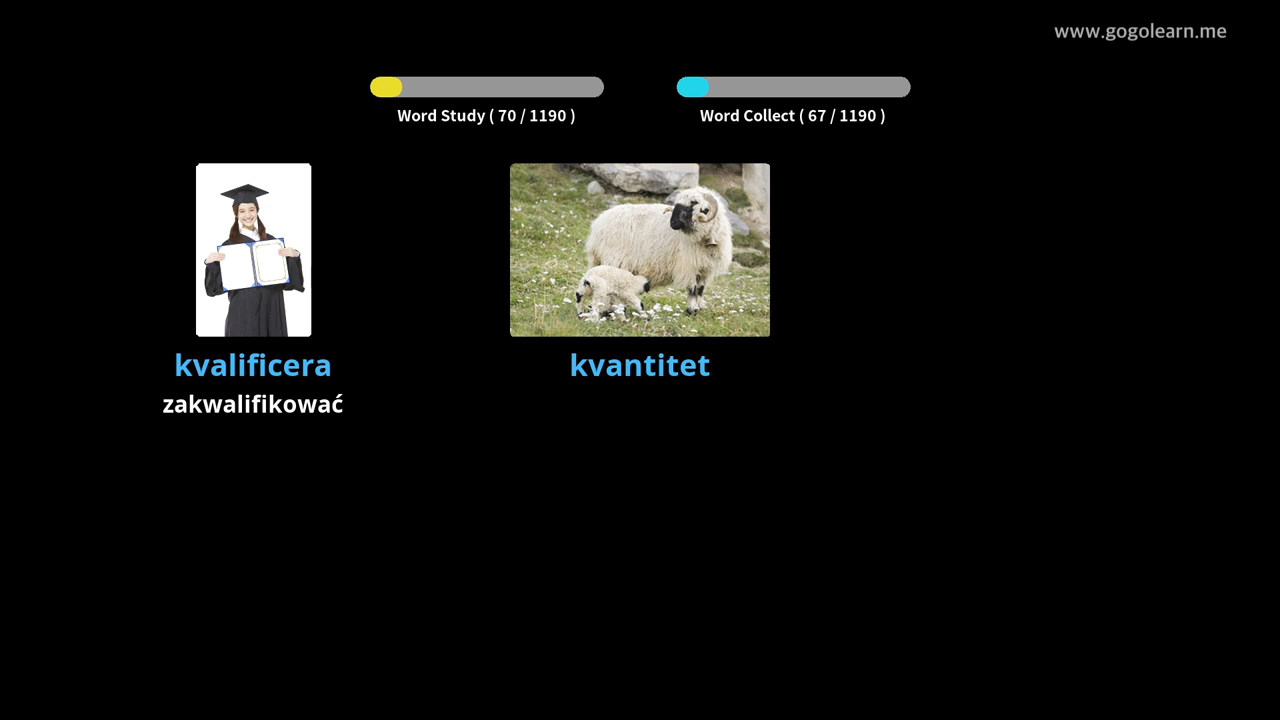 www.gogolearn.me
Word Study ( 70 / 1190 )
Word Collect ( 67 / 1190 )
kvalificera
kvantitet
zakwalifikować